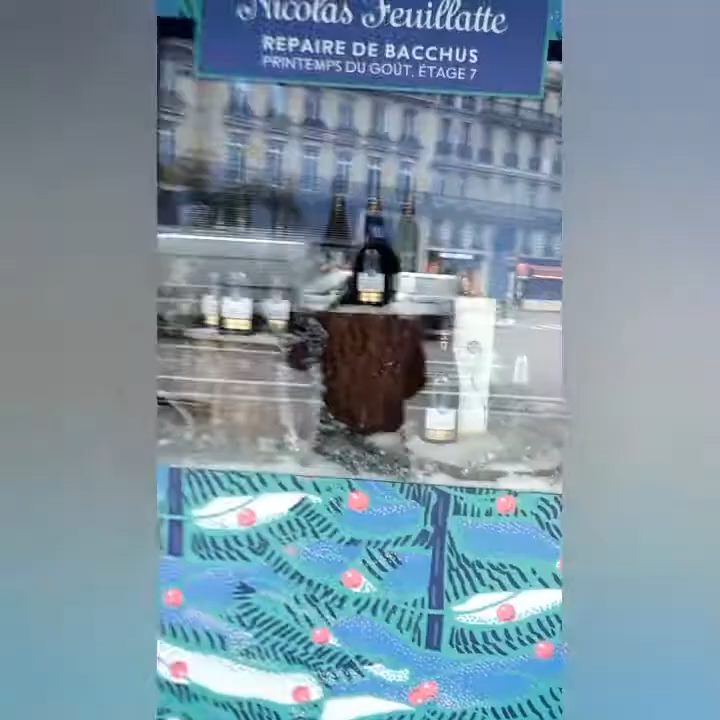 Nicolas Feuillatte
REPAIRE DE BACCHUS
PRINTEMPS DU GOÛT, ÉTAGE 7